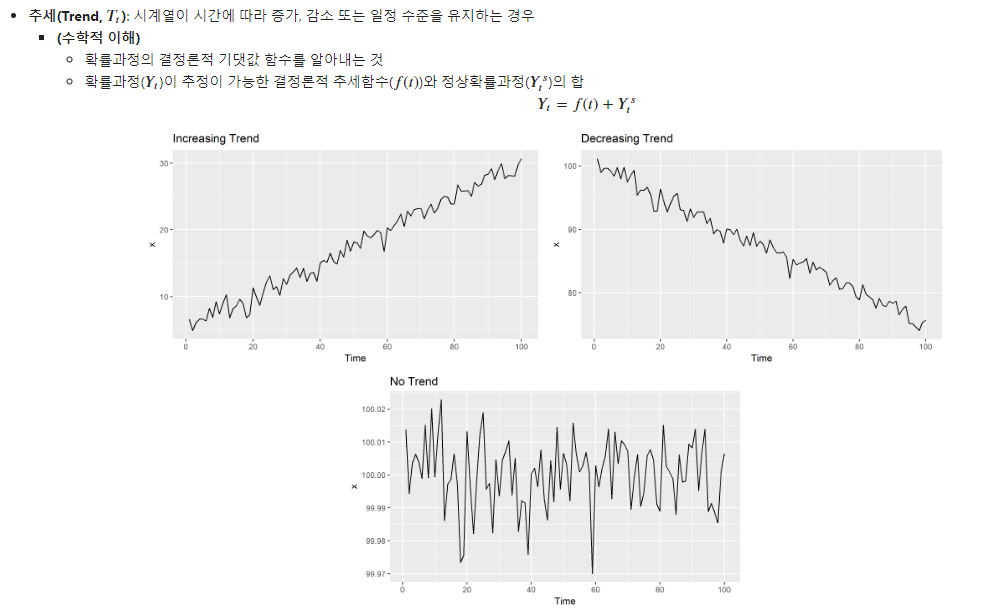 • 추세(Trend, Tₜ): 시계열이 시간에 따라 증가, 감소 또는 일정 수준을 유지하는 경우
▪ (수학적 이해)
○ 확률과정의 결정론적 기댓값 함수를 알아내는 것
○ 확률과정(Yₜ)이 추정이 가능한 결정론적 추세함수(f(t))와 정상확률과정(Yₜˢ)의 합
Yₜ = f(t) + Yₜˢ
Increasing Trend
30
20
10
x
0 20 40 60 80 100
Time
Decreasing Trend
100
90
80
x
0 20 40 60 80 100
Time
No Trend
100.02
100.01
100.00
99.99
99.98
99.97
x
0 20 40 60 80 100
Time